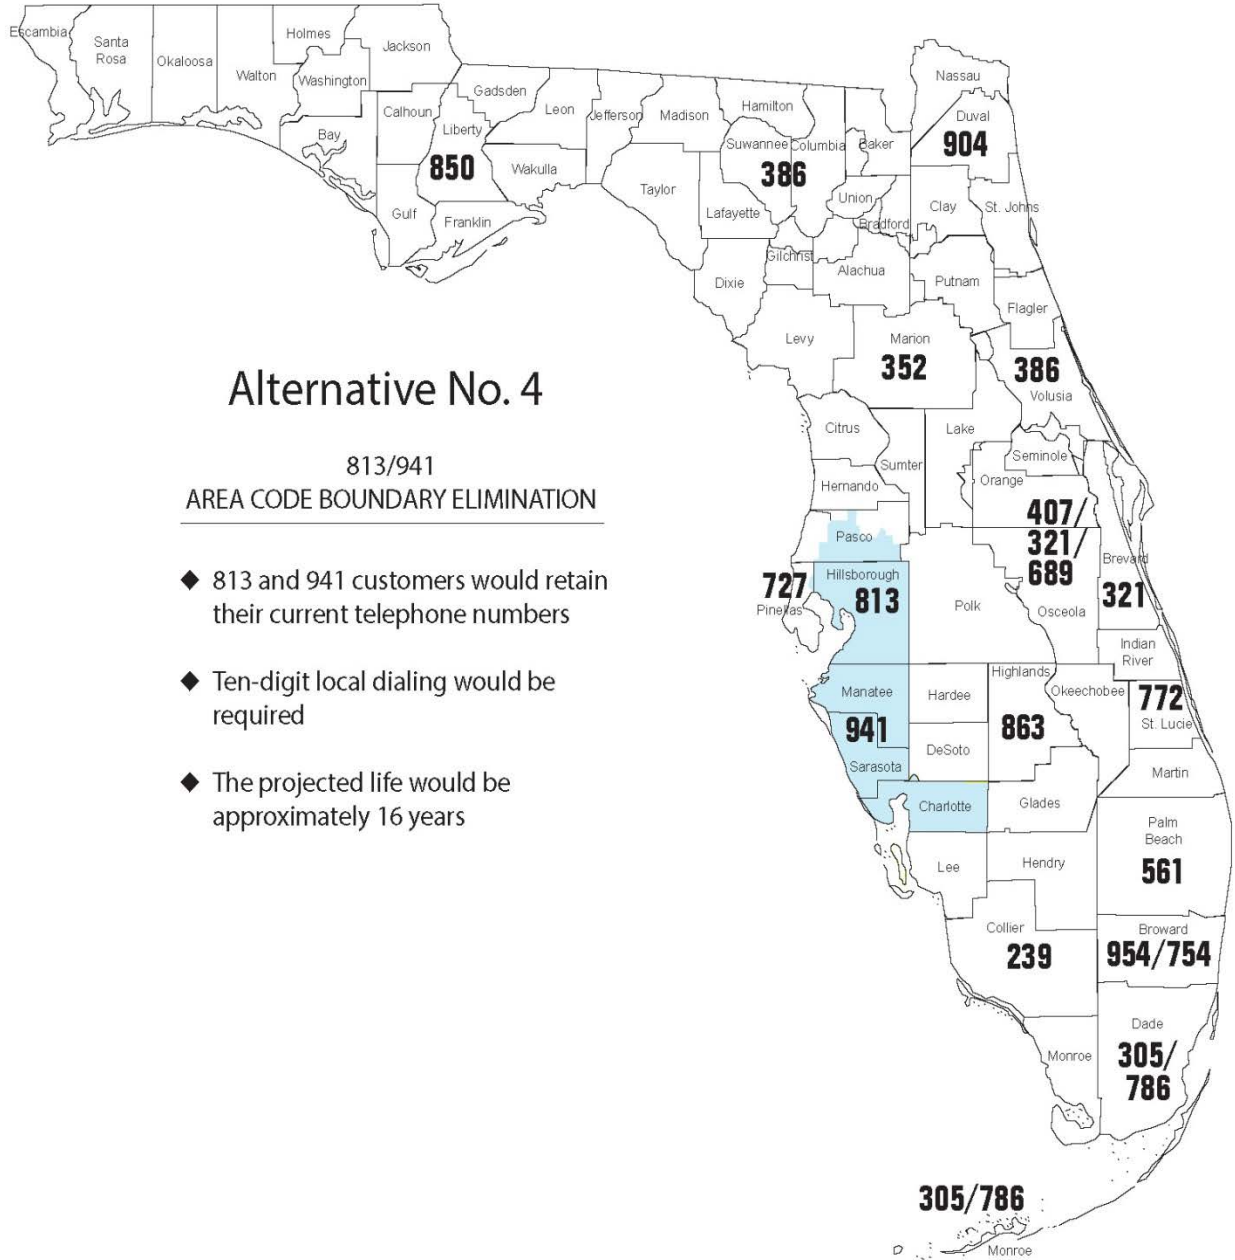 Escambia
Santa
Rosa
Okaloosa
Walton
Holmes
Washington
Jackson
Bay
Calhoun
Gulf
Liberty
850
Gadsden
Franklin
Leon
Wakulla
Jefferson
Madison
Taylor
Hamilton
Suwannee
Columbia
386
Lafayette
Dixie
Baker
Union
Bradford
Gilchrist
Alachua
Nassau
Duval
904
Clay
St. Johns
Putnam
Flagler
Levy
Marion
352
386
Volusia
Alternative No. 4
813/941
AREA CODE BOUNDARY ELIMINATION
◆ 813 and 941 customers would retain
their current telephone numbers
◆ Ten-digit local dialing would be
required
◆ The projected life would be
approximately 16 years
Citrus
Sumter
Lake
Hernando
Seminole
Orange
407/
321/
689
Pasco
Brevard
321
727
Pinellas
Hillsborough
813
Polk
Osceola
Indian
River
Manatee
941
Sarasota
Hardee
DeSoto
Highlands
863
Okeechobee
772
St. Lucie
Martin
Charlotte
Glades
Palm
Beach
561
Lee
Hendry
Collier
239
Broward
954/754
Dade
305/
786
Monroe
305/786
Monroe